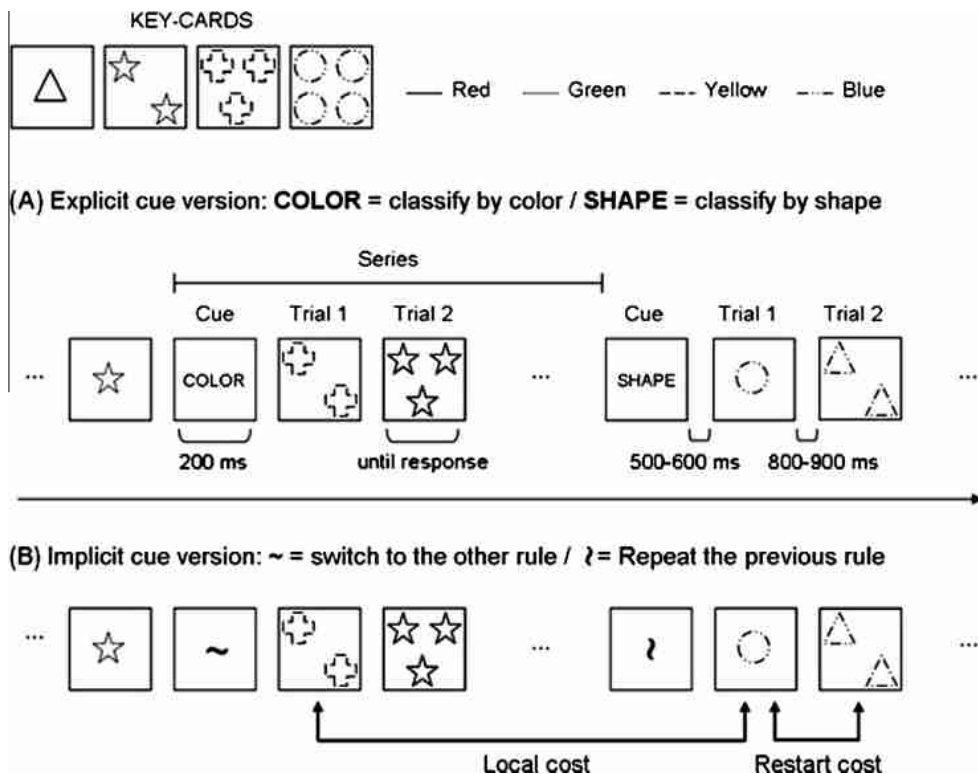 KEY-CARDS
Red Green Yellow Blue
(A) Explicit cue version: COLOR = classify by color / SHAPE = classify by shape
Series
Cue Trial 1 Trial 2 Cue Trial 1 Trial 2
... COLOR ... SHAPE ...
200 ms until response 500-600 ms 800-900 ms
(B) Implicit cue version: ~ = switch to the other rule / ≀ = Repeat the previous rule
... ~ ... ≀ ...
Local cost Restart cost